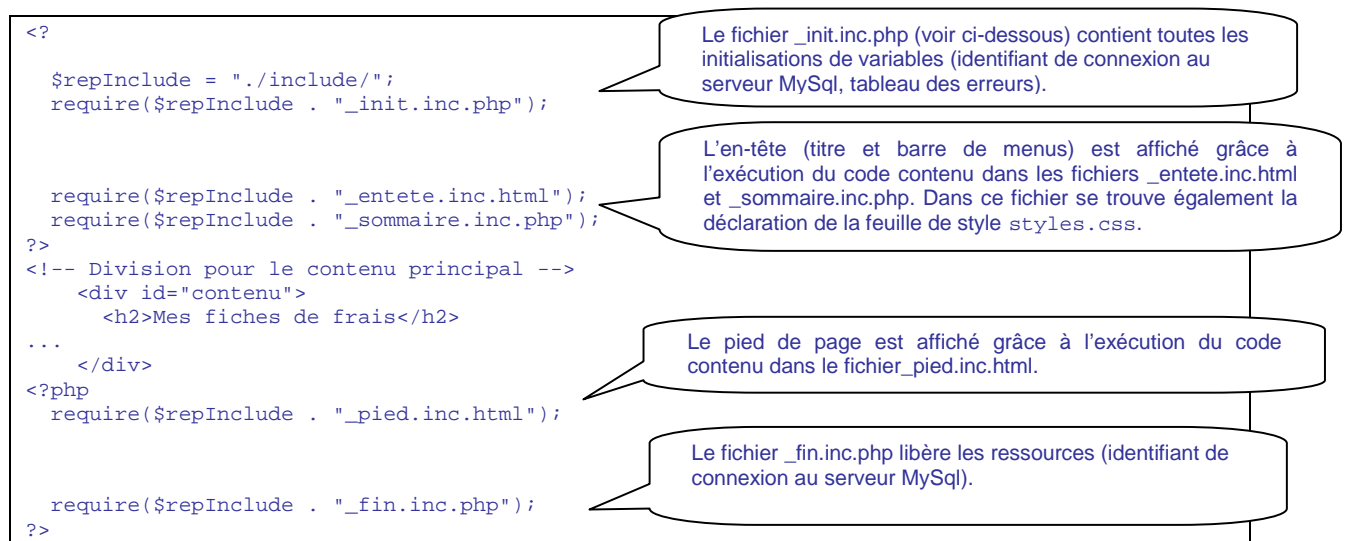 <?
$repInclude = "./include/";
require($repInclude . "_init.inc.php");
Le fichier _init.inc.php (voir ci-dessous) contient toutes les
initialisations de variables (identifiant de connexion au
serveur MySql, tableau des erreurs).
require($repInclude . "_entete.inc.html");
require($repInclude . "_sommaire.inc.php");
L'en-tête (titre et barre de menus) est affiché grâce à
l'exécution du code contenu dans les fichiers _entete.inc.html
et _sommaire.inc.php. Dans ce fichier se trouve également la
déclaration de la feuille de style styles.css.
?>
<!-- Division pour le contenu principal -->
<div id="contenu">
<h2>Mes fiches de frais</h2>
...
</div>
<?php
require($repInclude . "_pied.inc.html");
Le pied de page est affiché grâce à l'exécution du code
contenu dans le fichier_pied.inc.html.
require($repInclude . "_fin.inc.php");
Le fichier _fin.inc.php libère les ressources (identifiant de
connexion au serveur MySql).
?>